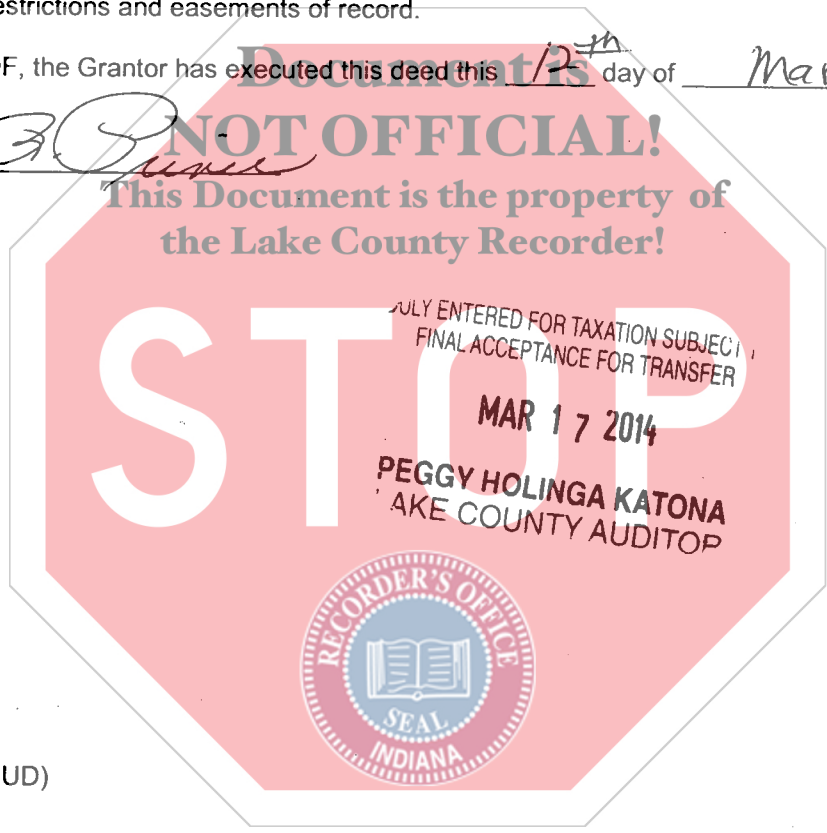 estrictions and easements of record.
F, the Grantor has executed this deed this 12th day of Mar
Document is
NOT OFFICIAL!
This Document is the property of
the Lake County Recorder!
STOP
ULY ENTERED FOR TAXATION SUBJECT
FINAL ACCEPTANCE FOR TRANSFER
MAR 17 2014
PEGGY HOLINGA KATONA
AKE COUNTY AUDITOR
RECORDER'S OFFICE
SEAL
INDIANA
UD)